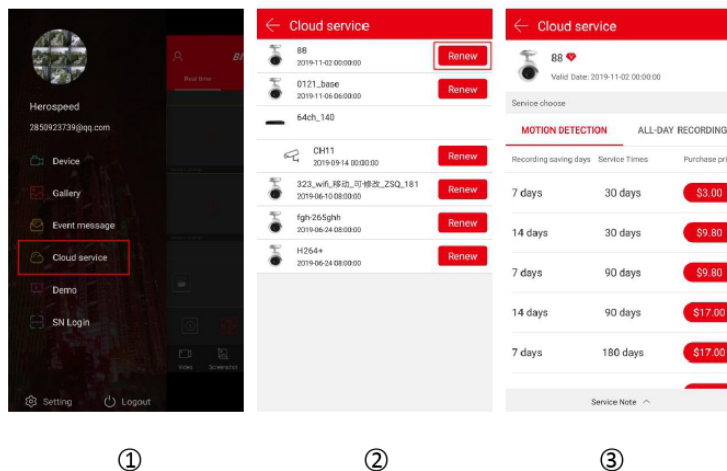 Herospeed
2850923739@qq.com
Device
Gallery
Event message
Cloud service
Demo
SN Login
Setting
Logout
Real time
Video
Screenshot
①
Cloud service
88
2019-11-02 00:00:00
Renew
0121_base
2019-11-06 06:00:00
Renew
64ch_140
CH11
2019-09-14 00:00:00
Renew
323_wifi_移动_可修改_ZSQ_181
2019-06-10 08:00:00
Renew
fgh-265ghh
2019-06-24 08:00:00
Renew
H264+
2019-06-24 08:00:00
Renew
②
Cloud service
88
Valid Date: 2019-11-02 00:00:00
Service choose
MOTION DETECTION ALL-DAY RECORDING
Recording saving days Service Times Purchase pri
7 days 30 days $3.00
14 days 30 days $9.80
7 days 90 days $9.80
14 days 90 days $17.00
7 days 180 days $17.00
Service Note
③